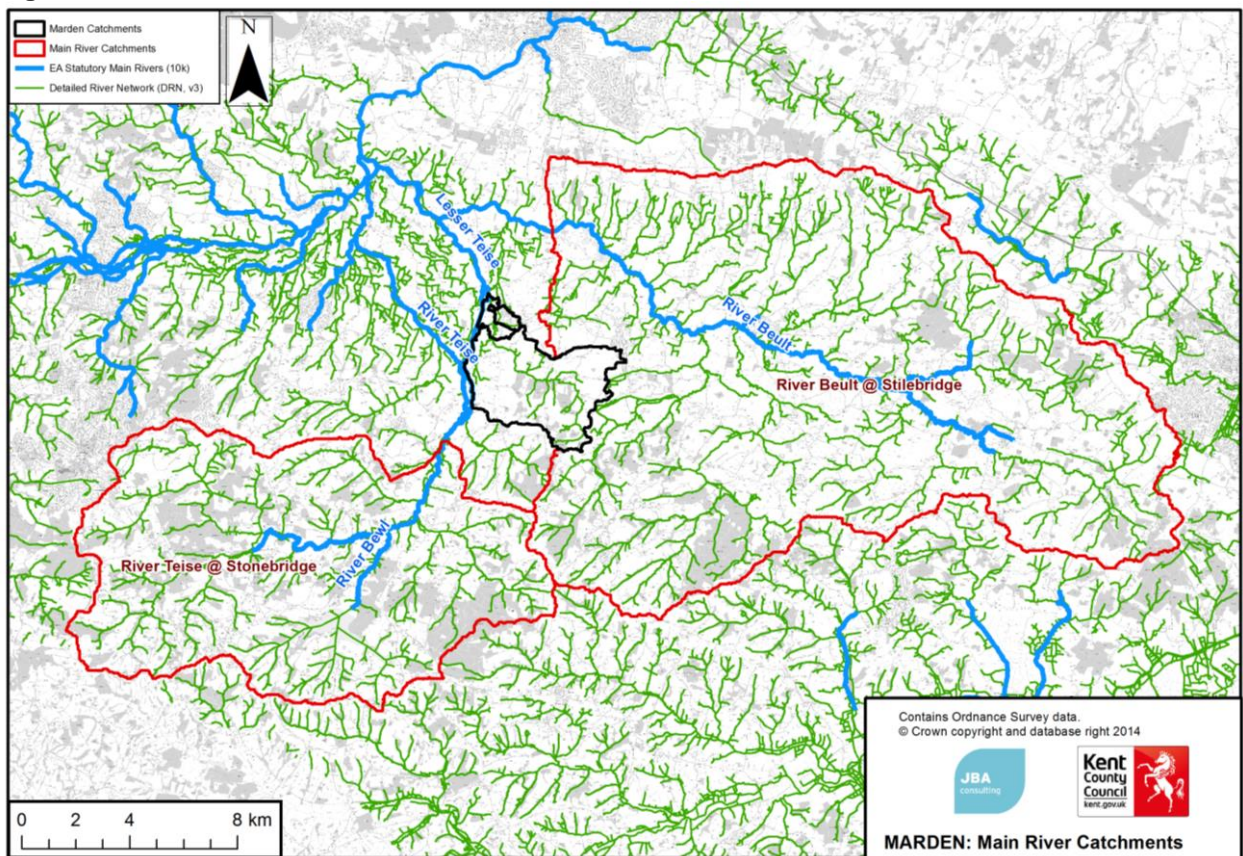 Marden Catchments
Main River Catchments
EA Statutory Main Rivers (10k)
Detailed River Network (DRN, v3)
N
Lesser Teise
River Teise
River Beult
River Beult @ Stilebridge
River Bewl
River Teise @ Stonebridge
0 2 4 8 km
Contains Ordnance Survey data.
© Crown copyright and database right 2014
JBA
consulting
Kent
County
Council
kent.gov.uk
MARDEN: Main River Catchments